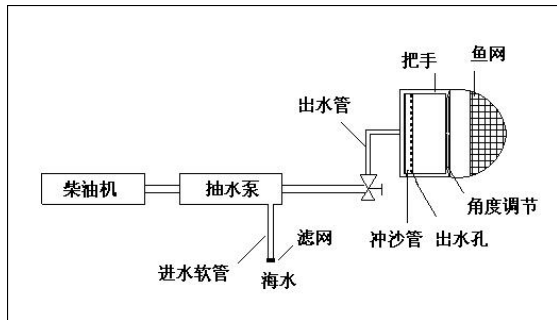 鱼网
把手
出水管
柴油机
抽水泵
角度调节
冲沙管
出水孔
滤网
进水软管
海水